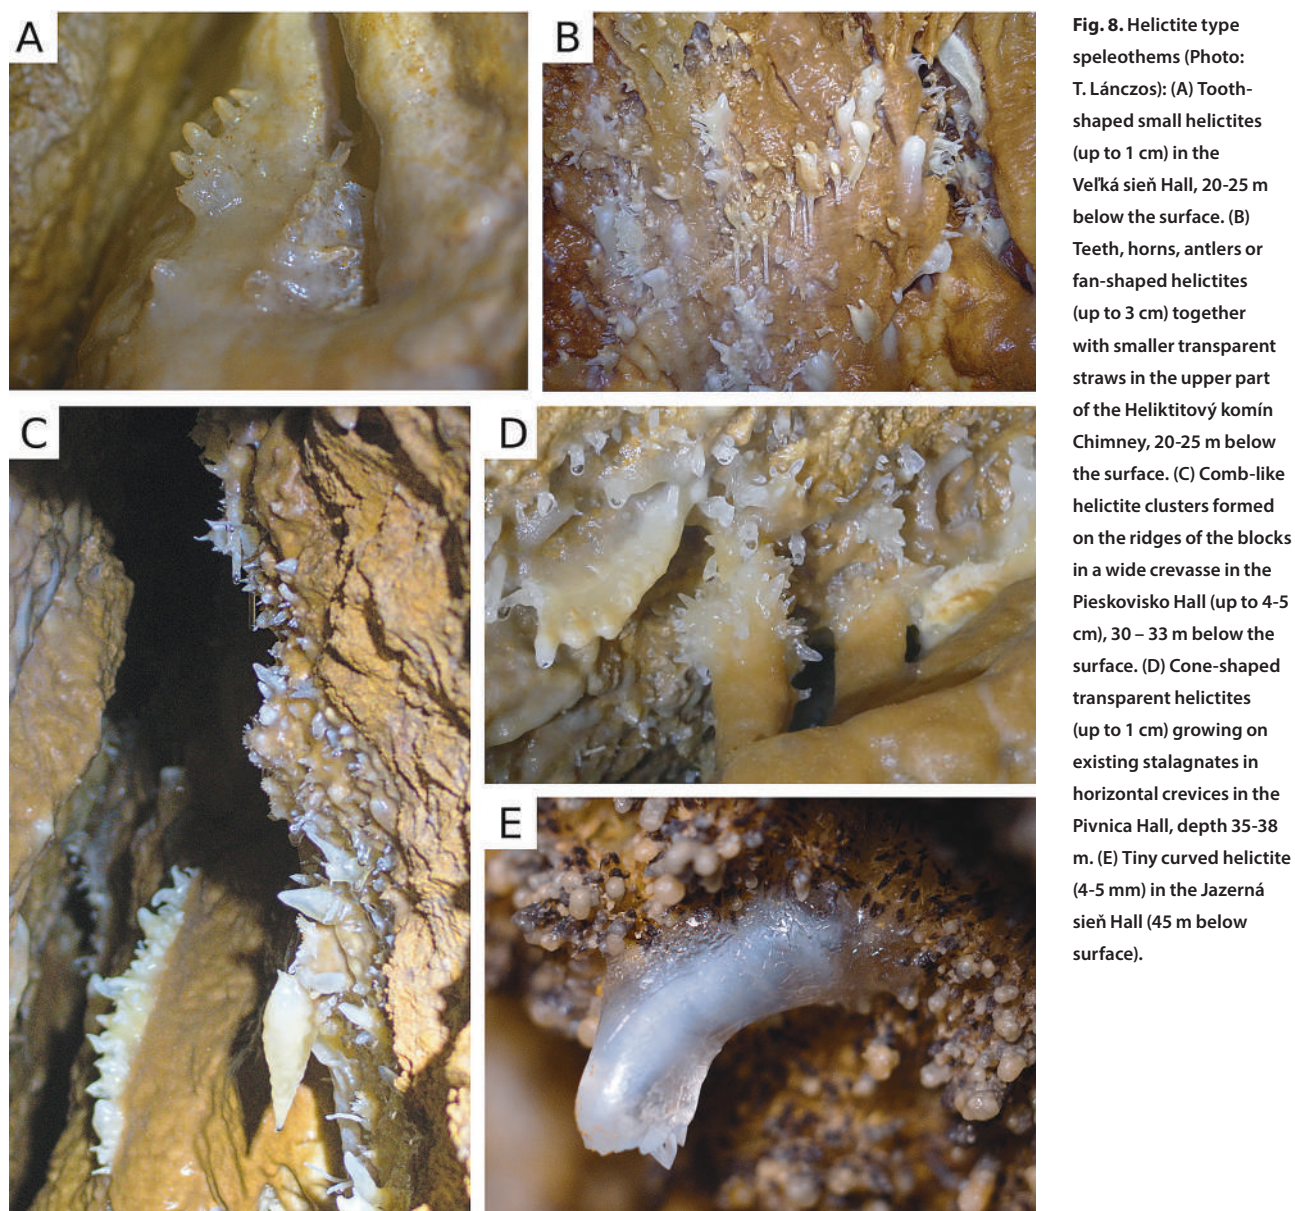 A
B
C
D
E
Fig. 8. Helictite type
speleothems (Photo:
T. Lánczos): (A) Tooth-
shaped small helictites
(up to 1 cm) in the
Veľká sieň Hall, 20-25 m
below the surface. (B)
Teeth, horns, antlers or
fan-shaped helictites
(up to 3 cm) together
with smaller transparent
straws in the upper part
of the Heliktitový komín
Chimney, 20-25 m below
the surface. (C) Comb-like
helictite clusters formed
on the ridges of the blocks
in a wide crevasse in the
Pieskovisko Hall (up to 4-5
cm), 30 – 33 m below the
surface. (D) Cone-shaped
transparent helictites
(up to 1 cm) growing on
existing stalagnates in
horizontal crevices in the
Pivnica Hall, depth 35-38
m. (E) Tiny curved helictite
(4-5 mm) in the Jazerná
sieň Hall (45 m below
surface).